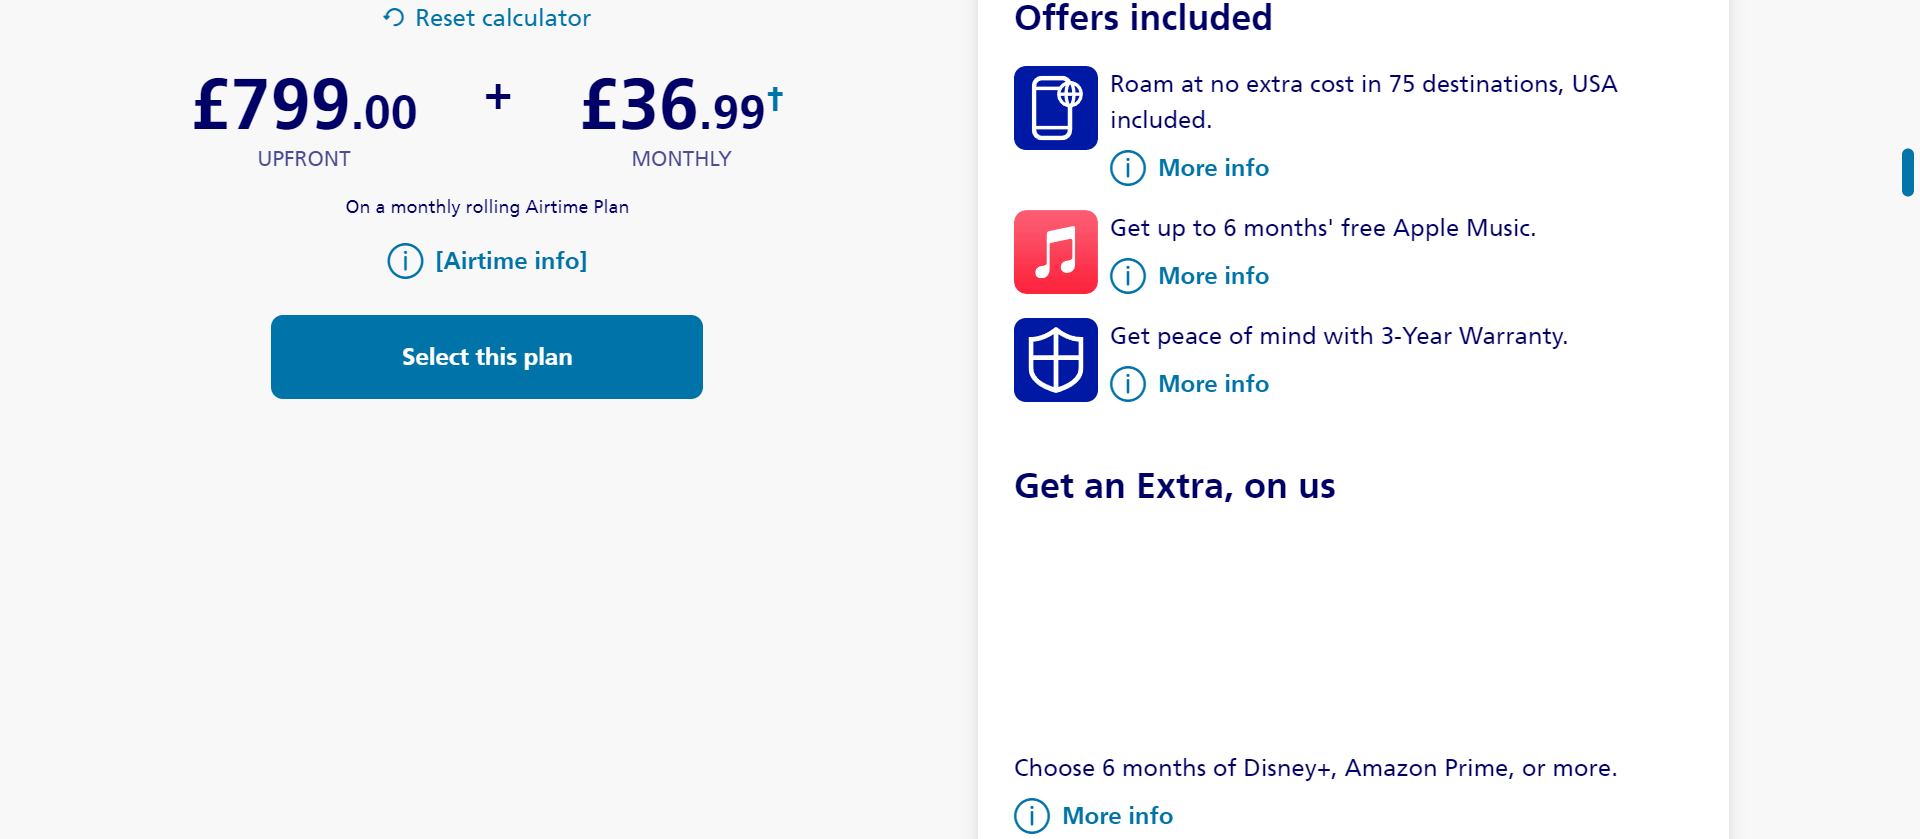 Reset calculator
£799.00
+
£36.99†
UPFRONT
MONTHLY
On a monthly rolling Airtime Plan
[Airtime info]
Select this plan
Offers included
Roam at no extra cost in 75 destinations, USA
included.
More info
Get up to 6 months' free Apple Music.
More info
Get peace of mind with 3-Year Warranty.
More info
Get an Extra, on us
Choose 6 months of Disney+, Amazon Prime, or more.
More info